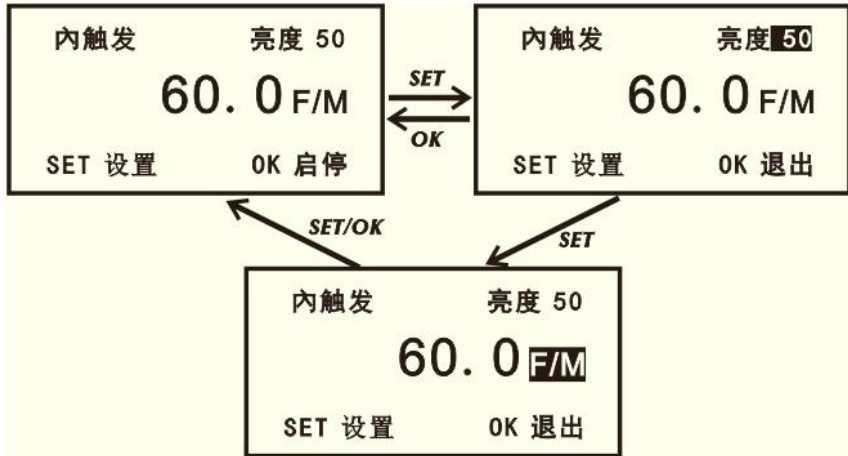 内触发 亮度 50
60. 0 F/M
SET 设置 OK 启停
SET
OK
内触发 亮度 50
60. 0 F/M
SET 设置 OK 退出
SET/OK
SET
内触发 亮度 50
60. 0 F/M
SET 设置 OK 退出